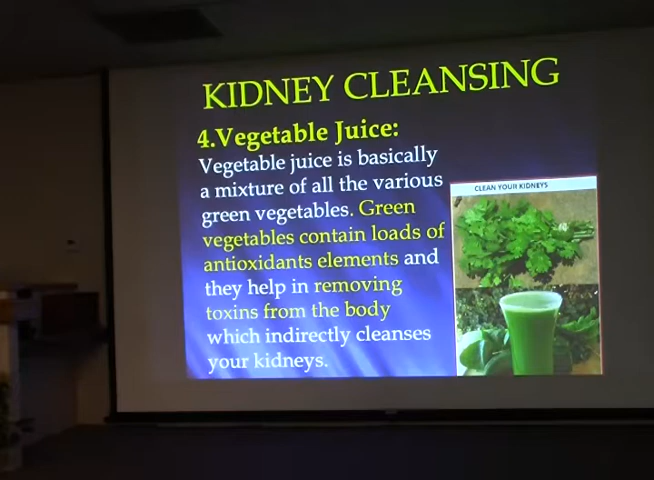 KIDNEY CLEANSING
4.Vegetable Juice:
Vegetable juice is basically
a mixture of all the various
green vegetables. Green
vegetables contain loads of
antioxidants elements and
they help in removing
toxins from the body
which indirectly cleanses
your kidneys.
CLEAN YOUR KIDNEYS